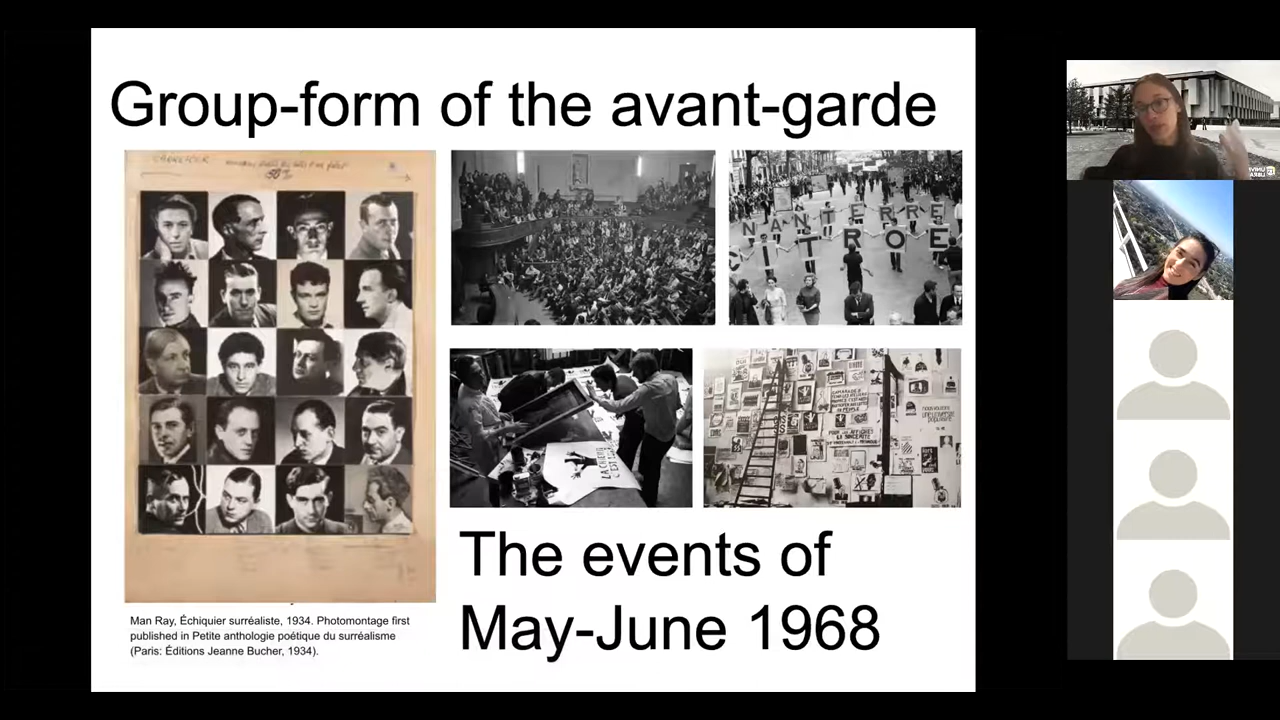 Group-form of the avant-garde
NANTERRE
CITROE
Man Ray, Échiquier surréaliste, 1934. Photomontage first
published in Petite anthologie poétique du surréalisme
(Paris: Éditions Jeanne Bucher, 1934).
The events of
May-June 1968